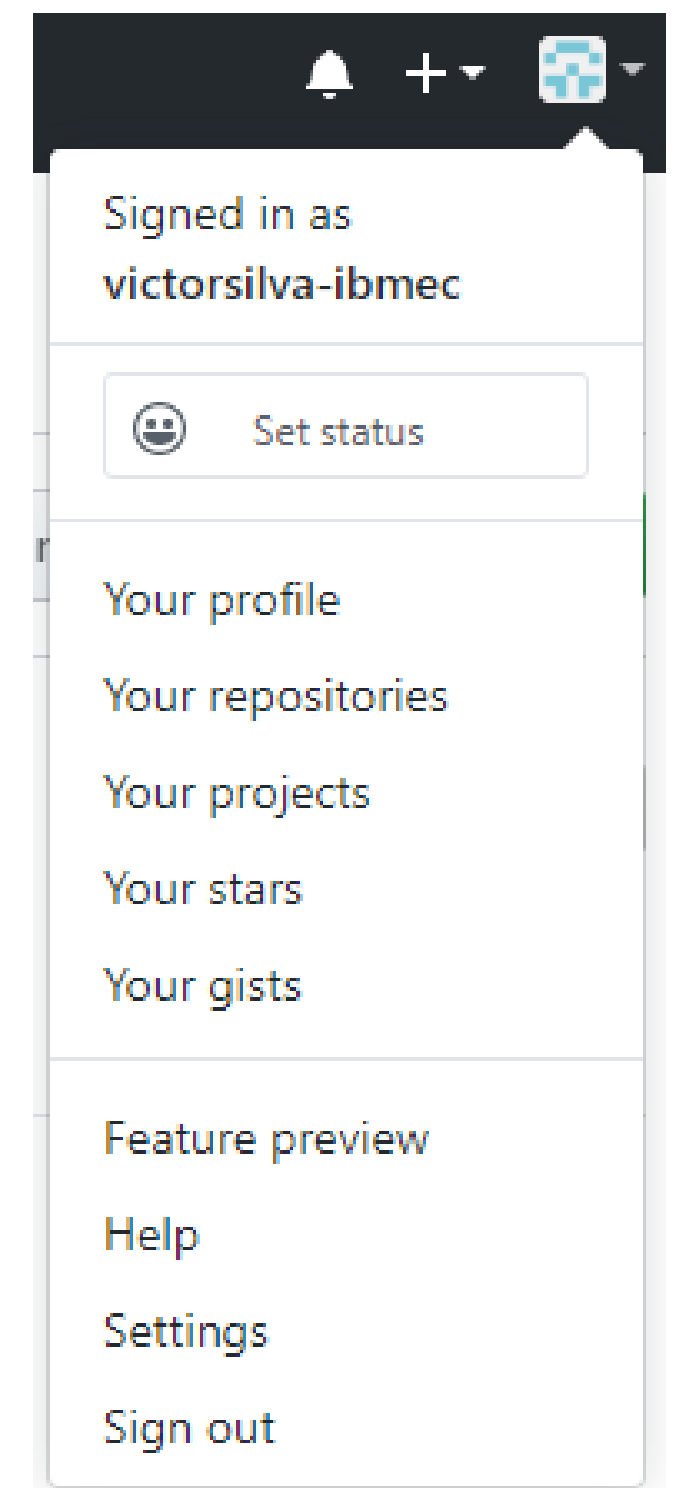 Signed in as
victorsilva-ibmec
Set status
r
Your profile
Your repositories
Your projects
Your stars
Your gists
Feature preview
Help
Settings
Sign out